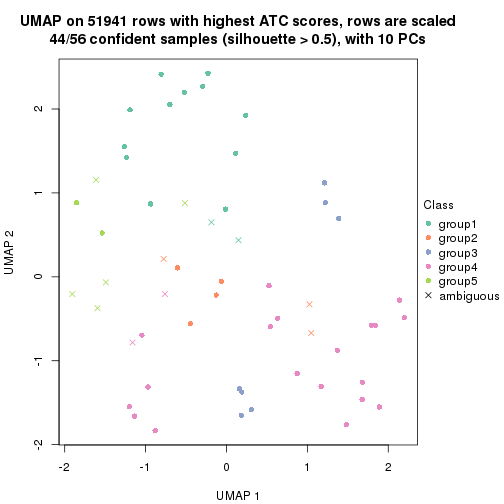 UMAP on 51941 rows with highest ATC scores, rows are scaled
44/56 confident samples (silhouette > 0.5), with 10 PCs
2
1
0
-1
-2
UMAP 2
-2
-1
0
1
2
UMAP 1
Class
group1
group2
group3
group4
group5
ambiguous